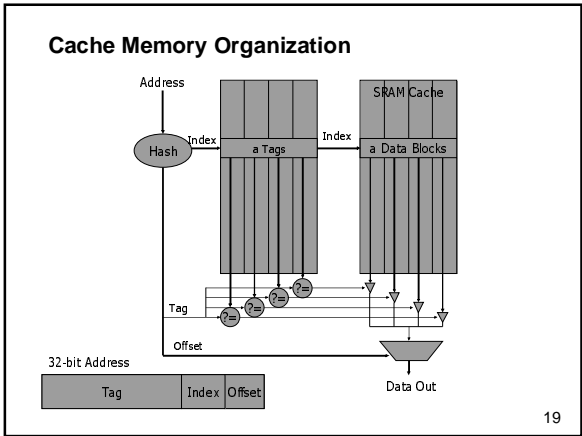 Cache Memory Organization
Address
SRAM Cache
Hash
Index
a Tags
Index
a Data Blocks
?=
?=
?=
?=
Tag
Offset
32-bit Address
Tag Index Offset
Data Out
19